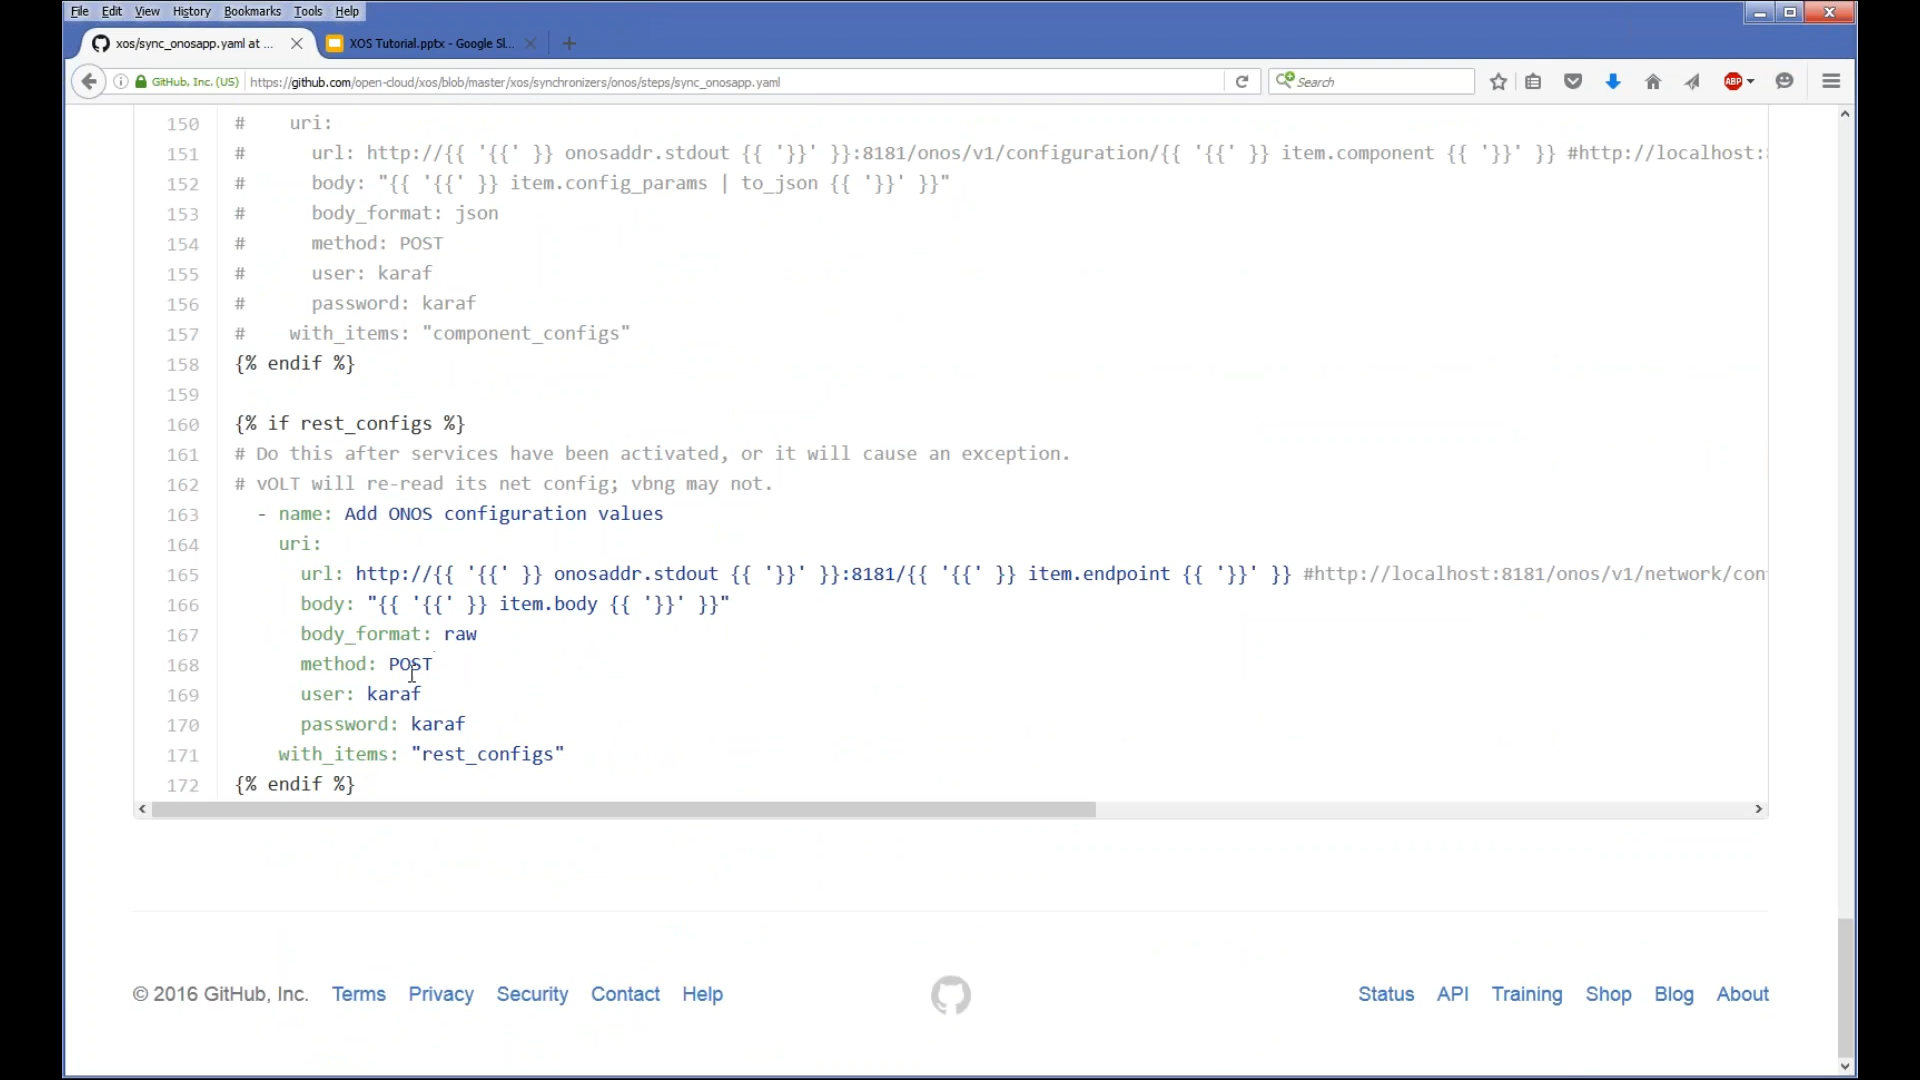 File Edit View History Bookmarks Tools Help
xos/sync_onosapp.yaml at ... XOS Tutorial.pptx - Google Sl...
GitHub, Inc. (US) https://github.com/open-cloud/xos/blob/master/xos/synchronizers/onos/steps/sync_onosapp.yaml Search ABP
150 # uri:
151 # url: http://{{ '{{' }} onosaddr.stdout {{ '}}' }}:8181/onos/v1/configuration/{{ '{{' }} item.component {{ '}}' }} #http://localhost:
152 # body: "{{ '{{' }} item.config_params | to_json {{ '}}' }}"
153 # body_format: json
154 # method: POST
155 # user: karaf
156 # password: karaf
157 # with_items: "component_configs"
158 {% endif %}
159
160 {% if rest_configs %}
161 # Do this after services have been activated, or it will cause an exception.
162 # vOLT will re-read its net config; vbng may not.
163 - name: Add ONOS configuration values
164 uri:
165 url: http://{{ '{{' }} onosaddr.stdout {{ '}}' }}:8181/{{ '{{' }} item.endpoint {{ '}}' }} #http://localhost:8181/onos/v1/network/con
166 body: "{{ '{{' }} item.body {{ '}}' }}"
167 body_format: raw
168 method: POST
169 user: karaf
170 password: karaf
171 with_items: "rest_configs"
172 {% endif %}
© 2016 GitHub, Inc. Terms Privacy Security Contact Help Status API Training Shop Blog About